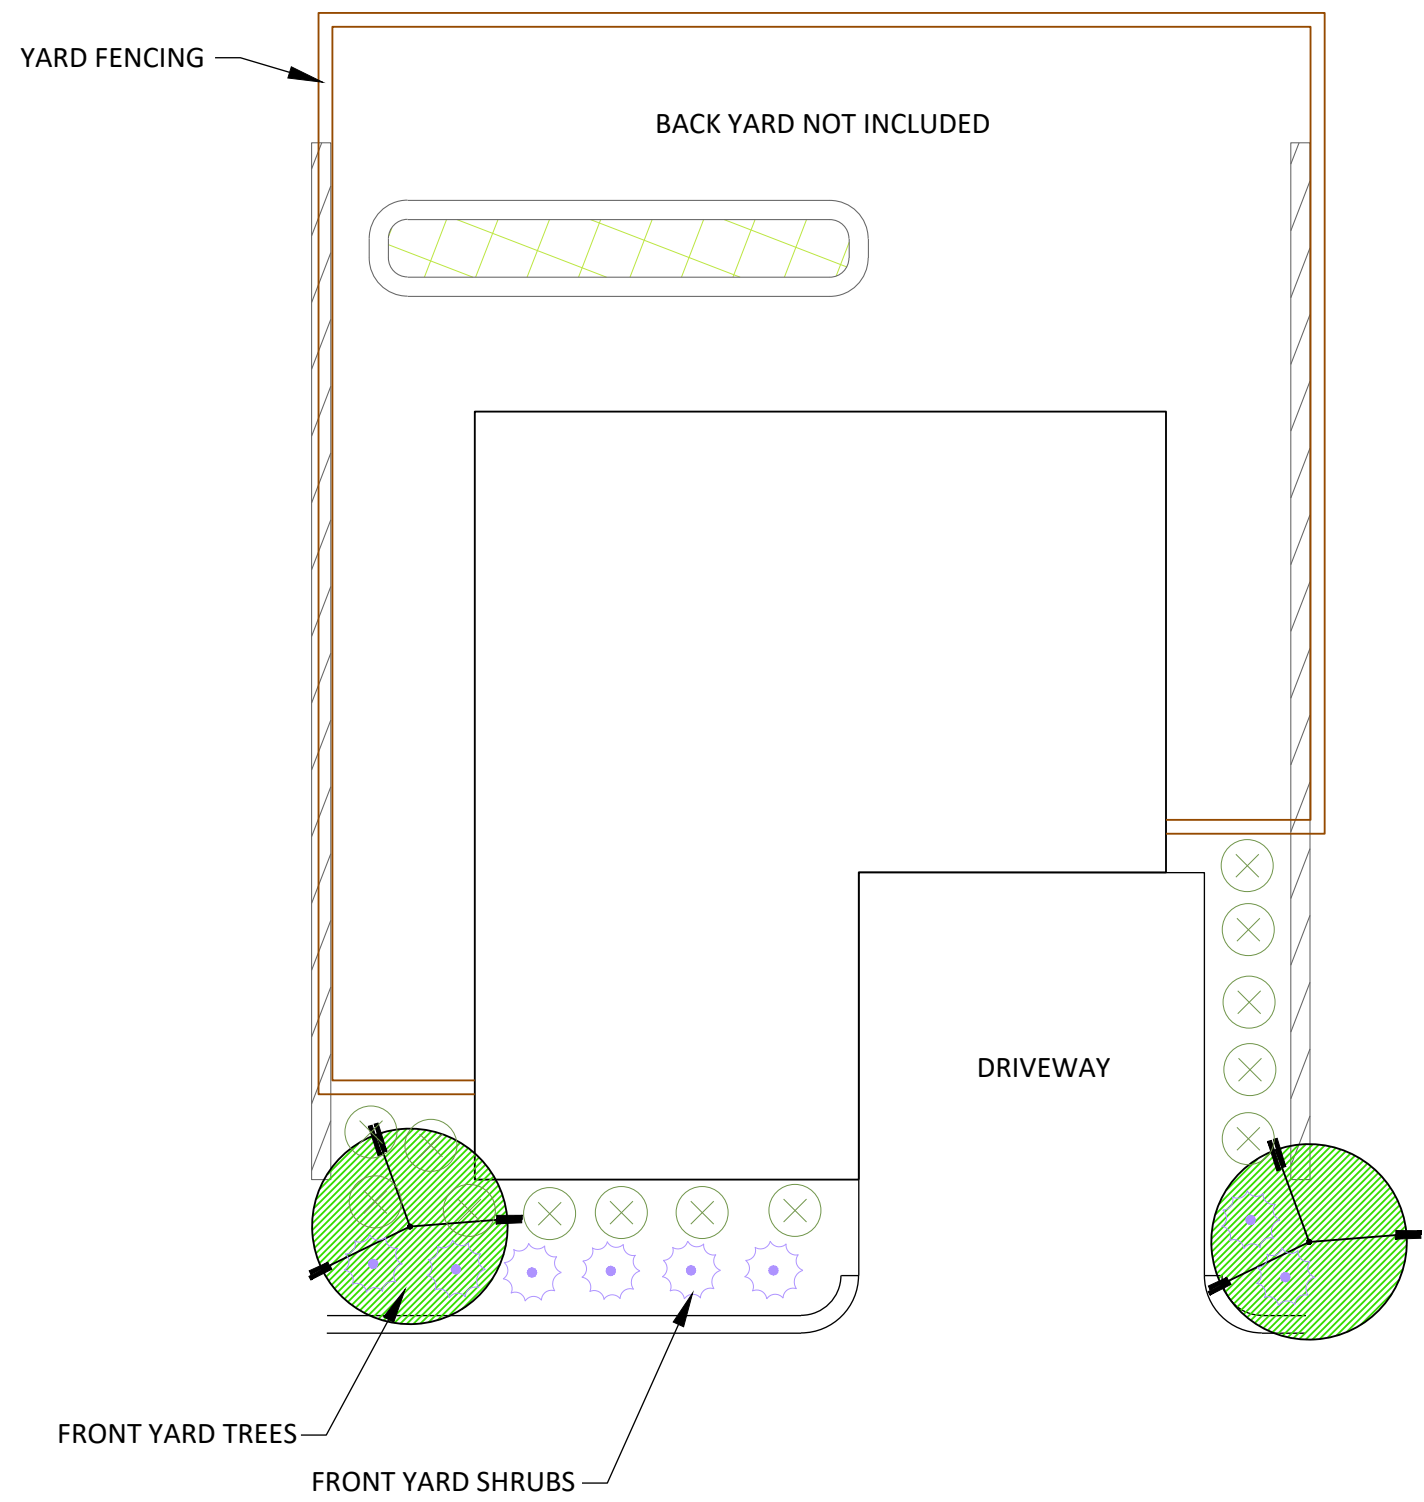 YARD FENCING
BACK YARD NOT INCLUDED
DRIVEWAY
FRONT YARD TREES
FRONT YARD SHRUBS